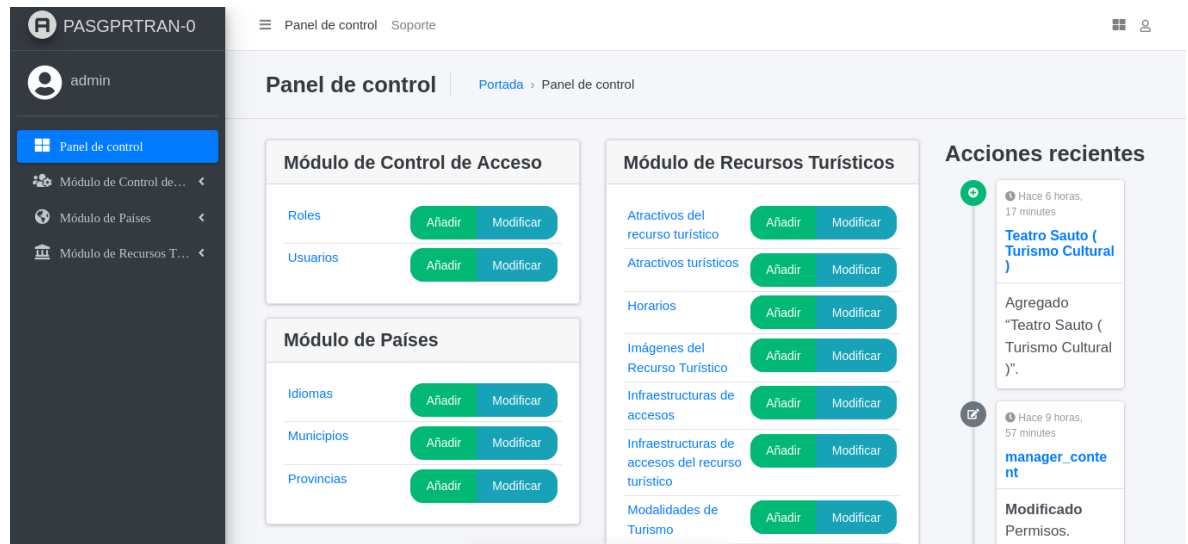 PASGPRTRAN-0
Panel de control Soporte
admin
Panel de control
Módulo de Control de...
Módulo de Países
Módulo de Recursos T...
Panel de control
Portada › Panel de control
Módulo de Control de Acceso
Roles Añadir Modificar
Usuarios Añadir Modificar
Módulo de Países
Idiomas Añadir Modificar
Municipios Añadir Modificar
Provincias Añadir Modificar
Módulo de Recursos Turísticos
Atractivos del
recurso turístico Añadir Modificar
Atractivos turísticos Añadir Modificar
Horarios Añadir Modificar
Imágenes del
Recurso Turístico Añadir Modificar
Infraestructuras de
accesos Añadir Modificar
Infraestructuras de
accesos del recurso
turístico Añadir Modificar
Modalidades de
Turismo Añadir Modificar
Acciones recientes
Hace 6 horas,
17 minutes
Teatro Sauto (
Turismo Cultural
)
Agregado
“Teatro Sauto (
Turismo Cultural
)”.
Hace 9 horas,
57 minutes
manager_conte
nt
Modificado
Permisos.